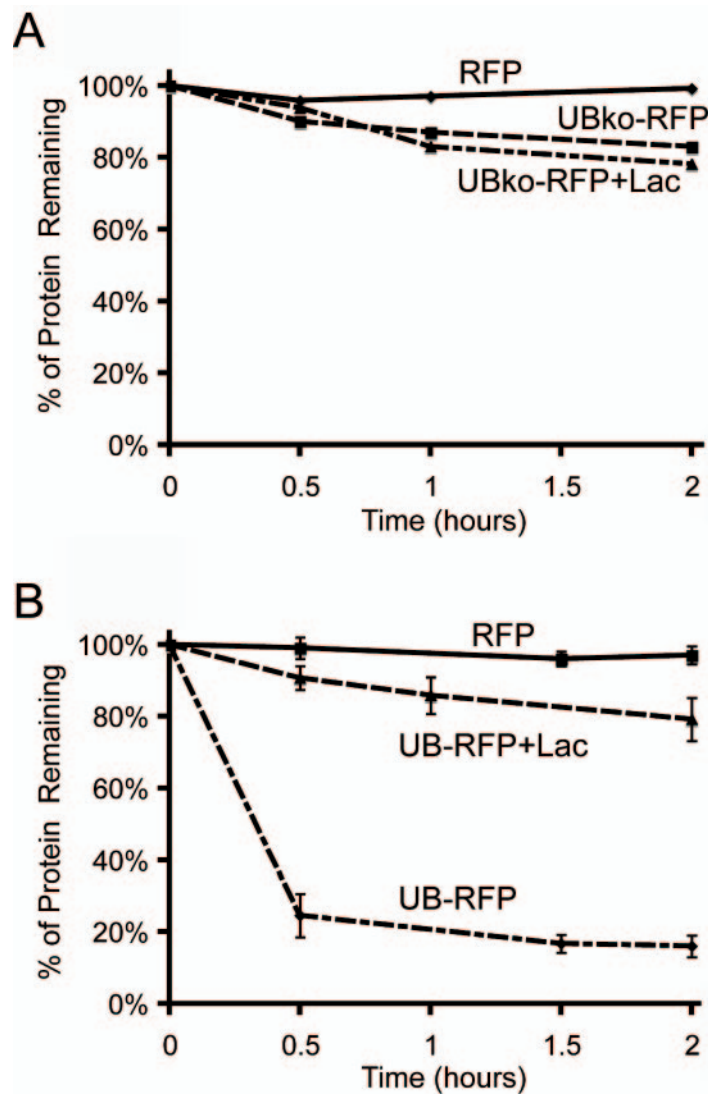 A
100%
80%
60%
40%
20%
0%
% of Protein Remaining
RFP
UBko-RFP
UBko-RFP+Lac
0 0.5 1 1.5 2
Time (hours)
B
100%
80%
60%
40%
20%
0%
% of Protein Remaining
RFP
UB-RFP+Lac
UB-RFP
0 0.5 1 1.5 2
Time (hours)